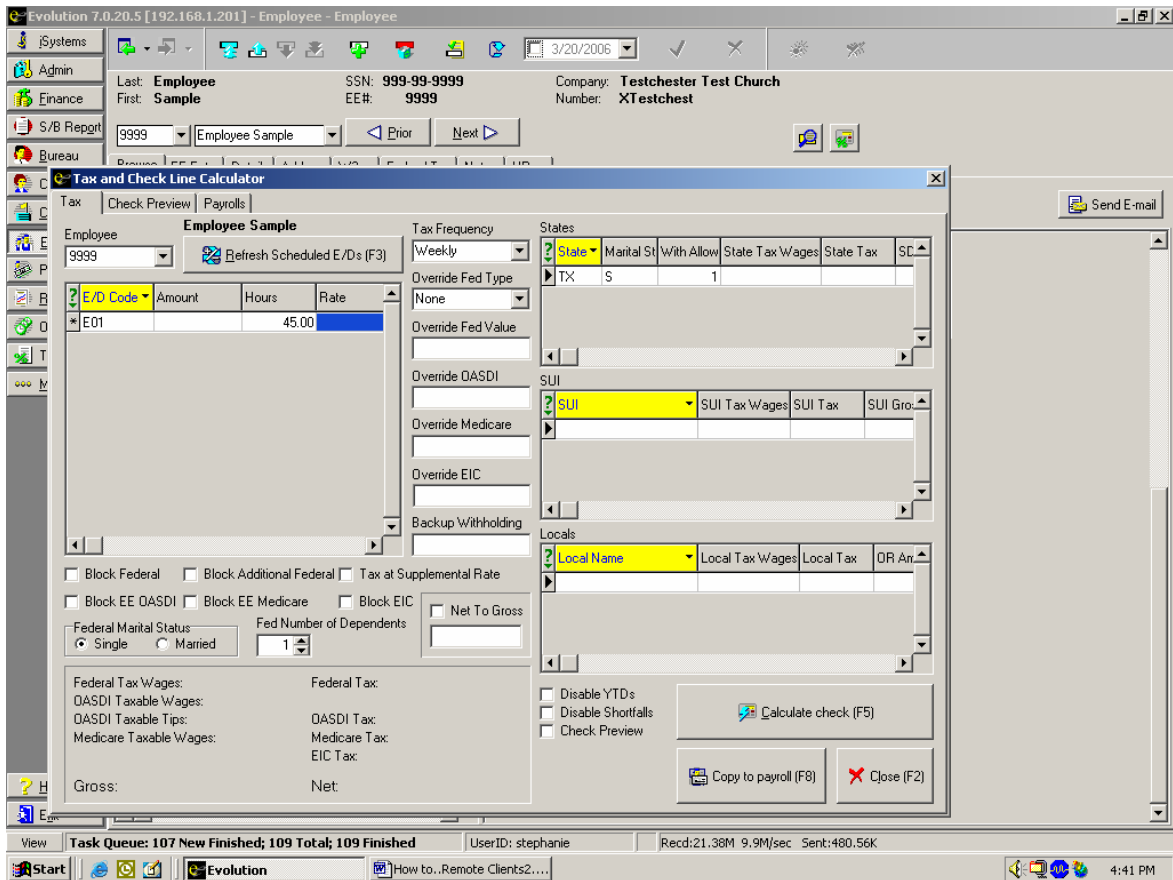 Evolution 7.0.20.5 [192.168.1.201] - Employee - Employee
iSystems
Admin
Finance
S/B Report
Bureau
3/20/2006
Last: Employee SSN: 999-99-9999 Company: Testchester Test Church
First: Sample EE#: 9999 Number: XTestchest
9999 Employee Sample Prior Next
Send E-mail
Tax and Check Line Calculator
Tax Check Preview Payrolls
Employee Employee Sample
9999 Refresh Scheduled E/Ds (F3)
E/D Code Amount Hours Rate
E01 45.00
Tax Frequency
Weekly
Override Fed Type
None
Override Fed Value
Override OASDI
Override Medicare
Override EIC
Backup Withholding
States
State Marital St With Allow State Tax Wages State Tax SD
TX S 1
SUI
SUI SUI Tax Wages SUI Tax SUI Gro
Locals
Local Name Local Tax Wages Local Tax OR Am
Block Federal Block Additional Federal Tax at Supplemental Rate
Block EE OASDI Block EE Medicare Block EIC
Net To Gross
Federal Marital Status
Single Married
Fed Number of Dependents
1
Federal Tax Wages: Federal Tax:
OASDI Taxable Wages:
OASDI Taxable Tips: OASDI Tax:
Medicare Taxable Wages: Medicare Tax:
EIC Tax:
Gross: Net:
Disable YTDs
Disable Shortfalls
Check Preview
Calculate check (F5)
Copy to payroll (F8) Close (F2)
View Task Queue: 107 New Finished; 109 Total; 109 Finished UserID: stephanie Recd:21.38M 9.9M/sec Sent:480.56K
Start Evolution How to..Remote Clients2.... 4:41 PM